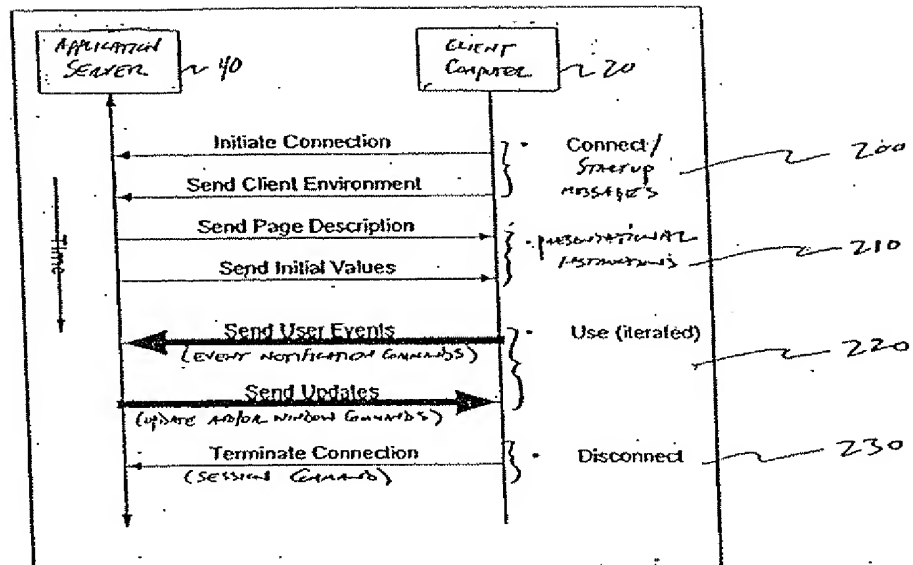 APPLICATION
SERVER
40
CLIENT
COMPUTER
20
Initiate Connection
Connect/
STARTUP
MESSAGES
200
Send Client Environment
Send Page Description
PRESENTATIONAL
INSTRUCTIONS
210
Send Initial Values
Time
Send User Events
(EVENT NOTIFICATION COMMANDS)
Use (iterated)
220
Send Updates
(UPDATE AND/OR WINDOW COMMANDS)
Terminate Connection
(SESSION COMMAND)
Disconnect
230